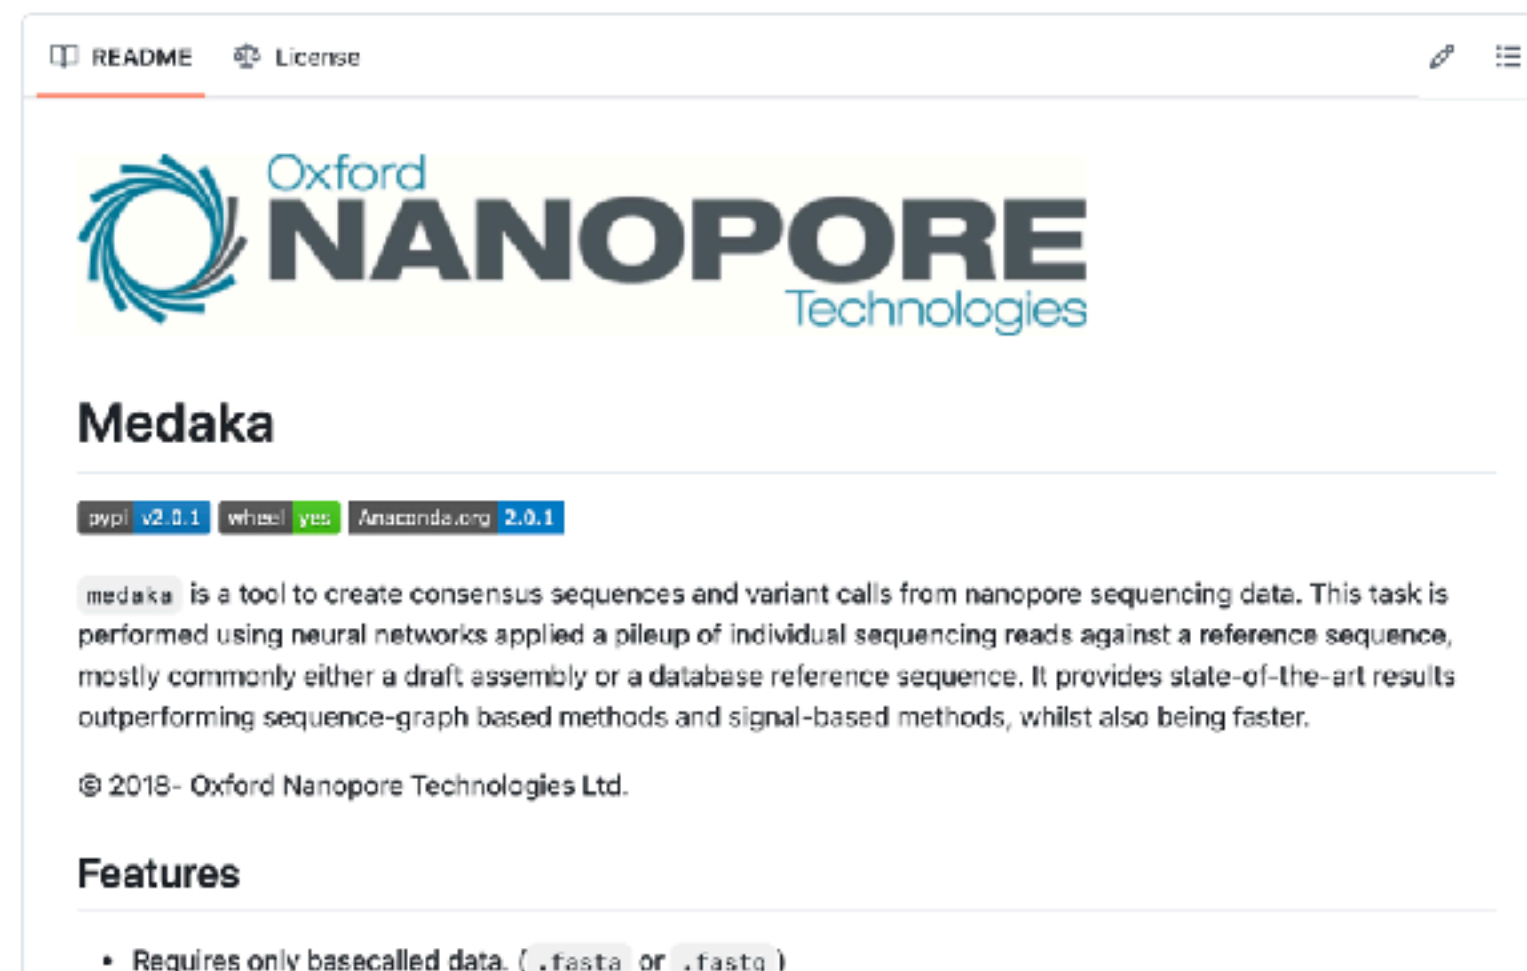 README License
Oxford
NANOPORE
Technologies
Medaka
pypi v2.0.1 wheel yes Anaconda.org 2.0.1
medaka is a tool to create consensus sequences and variant calls from nanopore sequencing data. This task is
performed using neural networks applied a pileup of individual sequencing reads against a reference sequence,
mostly commonly either a draft assembly or a database reference sequence. It provides state-of-the-art results
outperforming sequence-graph based methods and signal-based methods, whilst also being faster.
© 2018- Oxford Nanopore Technologies Ltd.
Features
• Requires only basecalled data. (.fasta or .fastq)